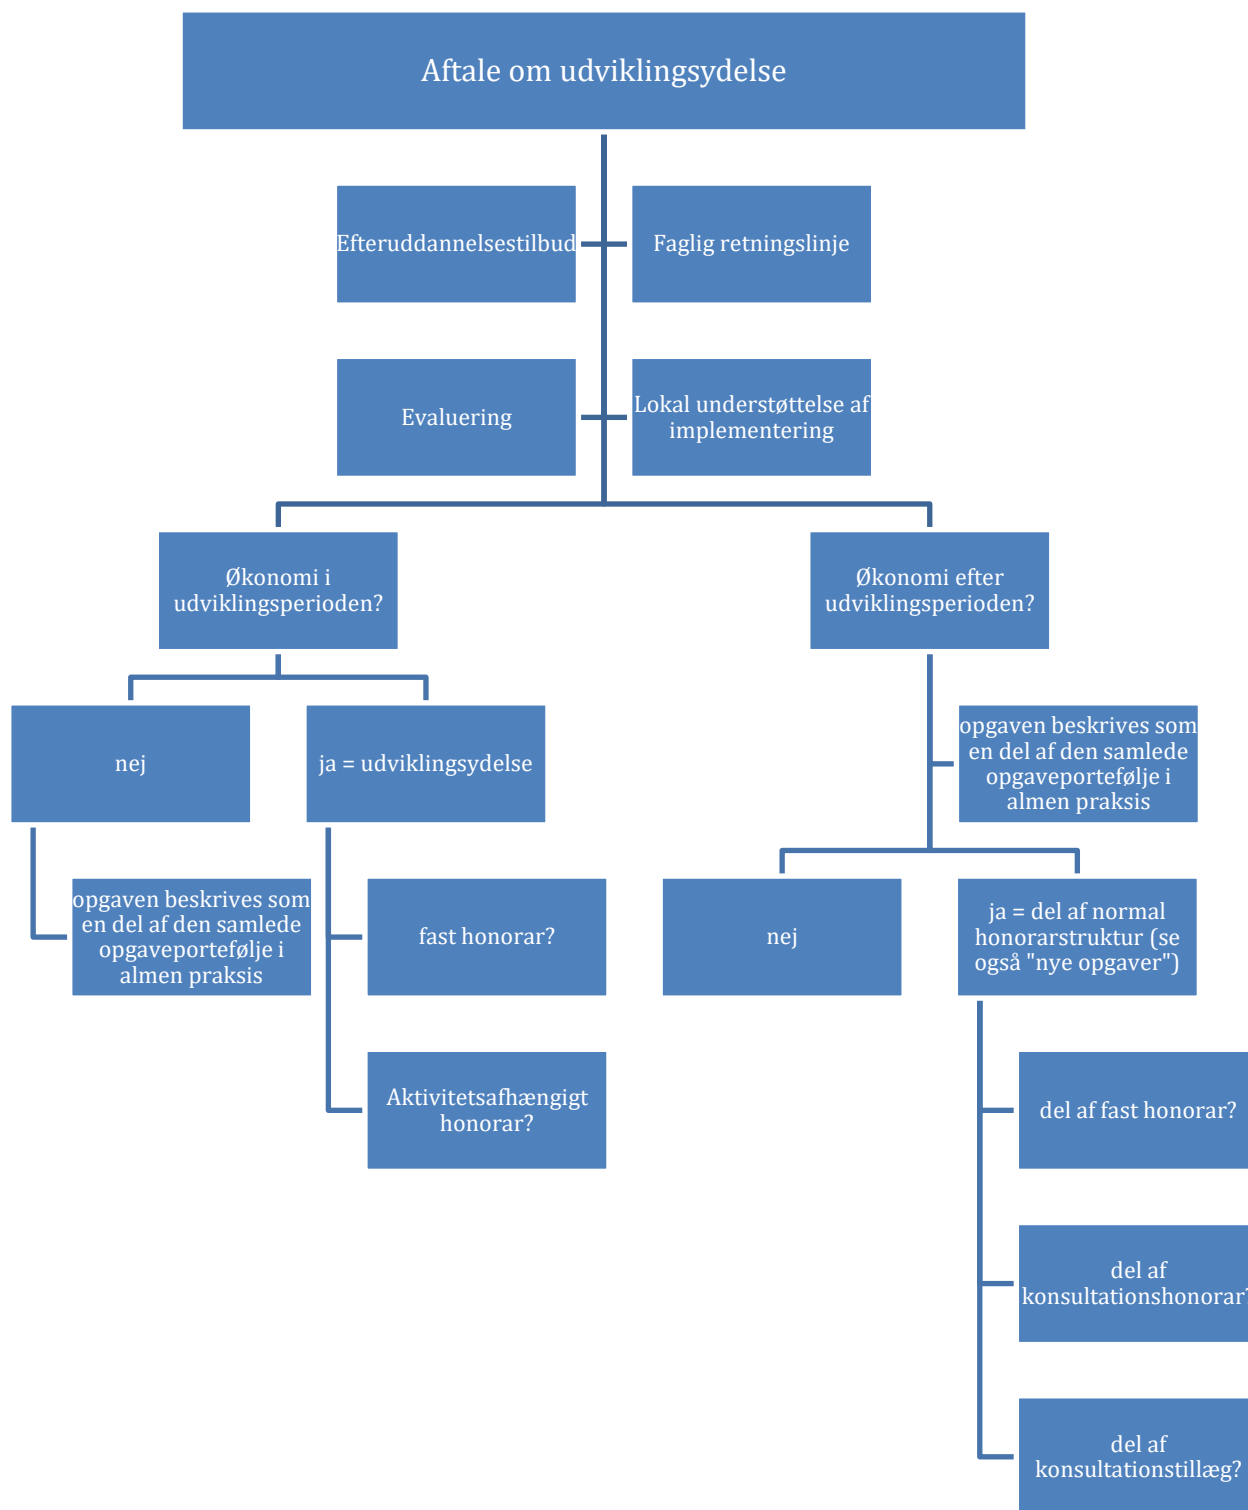 Aftale om udviklingsydelse
Efteruddannelsestilbud
Faglig retningslinje
Evaluering
Lokal understøttelse af
implementering
Økonomi i
udviklingsperioden?
Økonomi efter
udviklingsperioden?
nej
ja = udviklingsydelse
opgaven beskrives som
en del af den samlede
opgaveportefølje i
almen praksis
opgaven beskrives som
en del af den samlede
opgaveportefølje i
almen praksis
fast honorar?
nej
ja = del af normal
honorarstruktur (se
også "nye opgaver")
Aktivitetsafhængigt
honorar?
del af fast honorar?
del af
konsultationshonorar?
del af
konsultationstillæg?